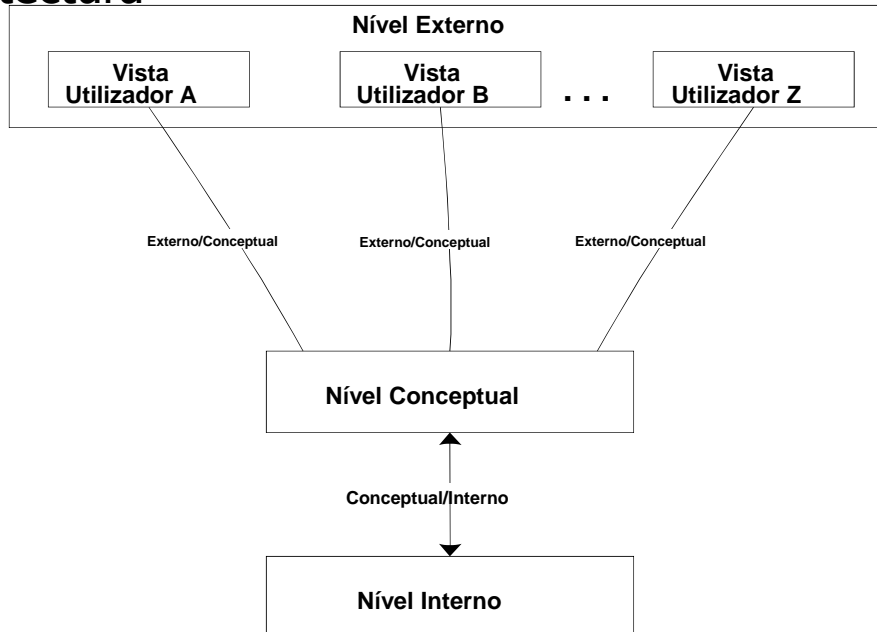 Nível Externo
Vista
Utilizador A
Vista
Utilizador B
. . .
Vista
Utilizador Z
Externo/Conceptual
Externo/Conceptual
Externo/Conceptual
Nível Conceptual
Conceptual/Interno
Nível Interno